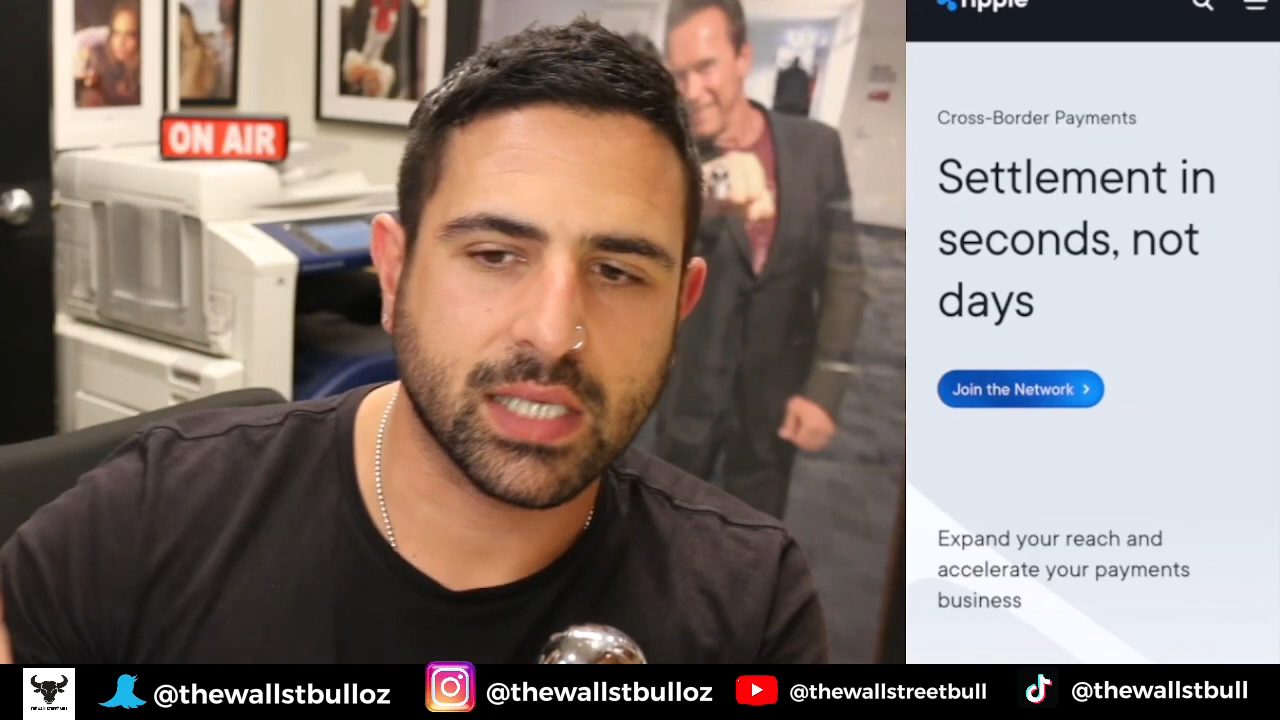 ripple
ON AIR
Cross-Border Payments
Settlement in
seconds, not
days
Join the Network
Expand your reach and
accelerate your payments
business
@thewallstbulloz
@thewallstbulloz
@thewallstreetbull
@thewallstbull